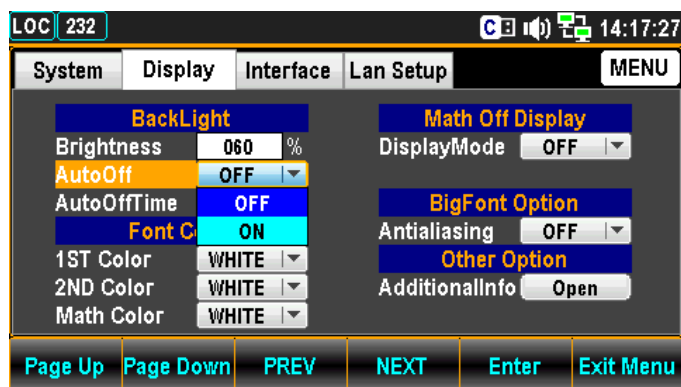 LOC 232 C 14:17:27
System Display Interface Lan Setup MENU
BackLight
Brightness 060 %
AutoOff OFF
AutoOffTime OFF
ON
Font C
1ST Color WHITE
2ND Color WHITE
Math Color WHITE
Math Off Display
DisplayMode OFF
BigFont Option
Antialiasing OFF
Other Option
AdditionalInfo Open
Page Up Page Down PREV NEXT Enter Exit Menu